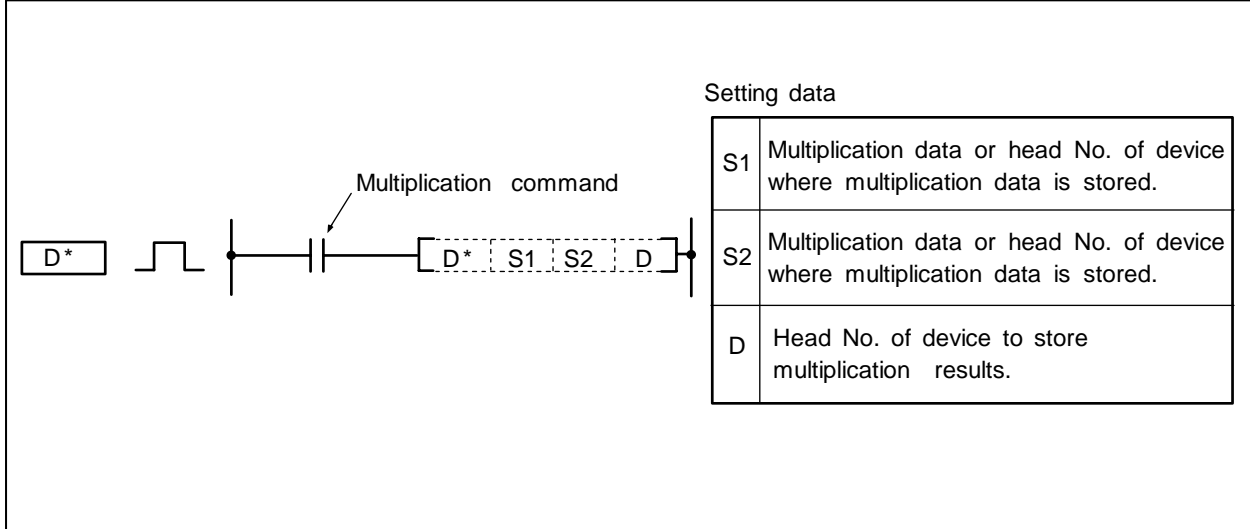 Setting data
S1 Multiplication data or head No. of device
where multiplication data is stored.
Multiplication command
D* D* S1 S2 D
S2 Multiplication data or head No. of device
where multiplication data is stored.
D Head No. of device to store
multiplication results.